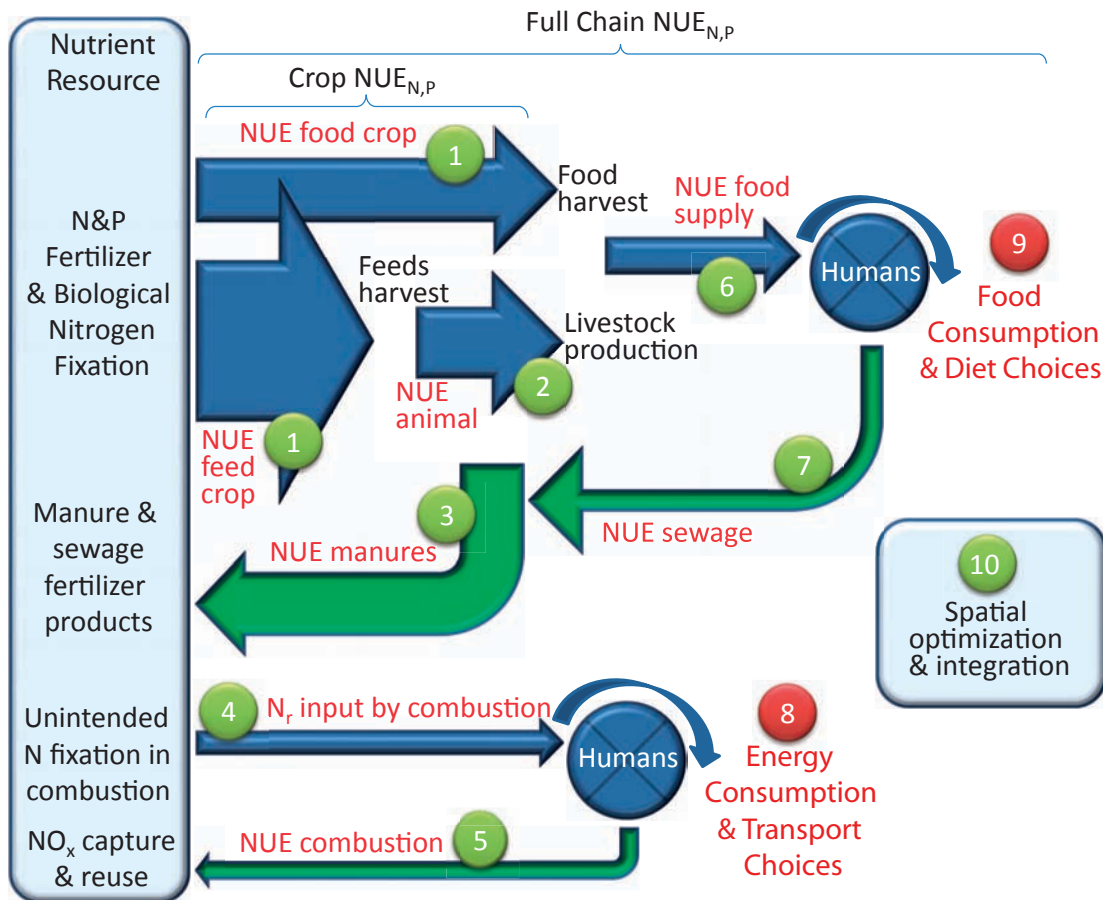 Full Chain NUE_N,P
Nutrient
Resource
Crop NUE_N,P
NUE food crop
1
Food
harvest
NUE food
supply
6
Humans
9
Food
Consumption
& Diet Choices
N&P
Fertilizer
& Biological
Nitrogen
Fixation
Feeds
harvest
Livestock
production
2
NUE
animal
1
NUE
feed
crop
7
NUE sewage
3
NUE manures
Manure &
sewage
fertilizer
products
10
Spatial
optimization
& integration
4
N_r input by combustion
Humans
8
Energy
Consumption
& Transport
Choices
Unintended
N fixation in
combustion
NUE combustion
5
NO_x capture
& reuse